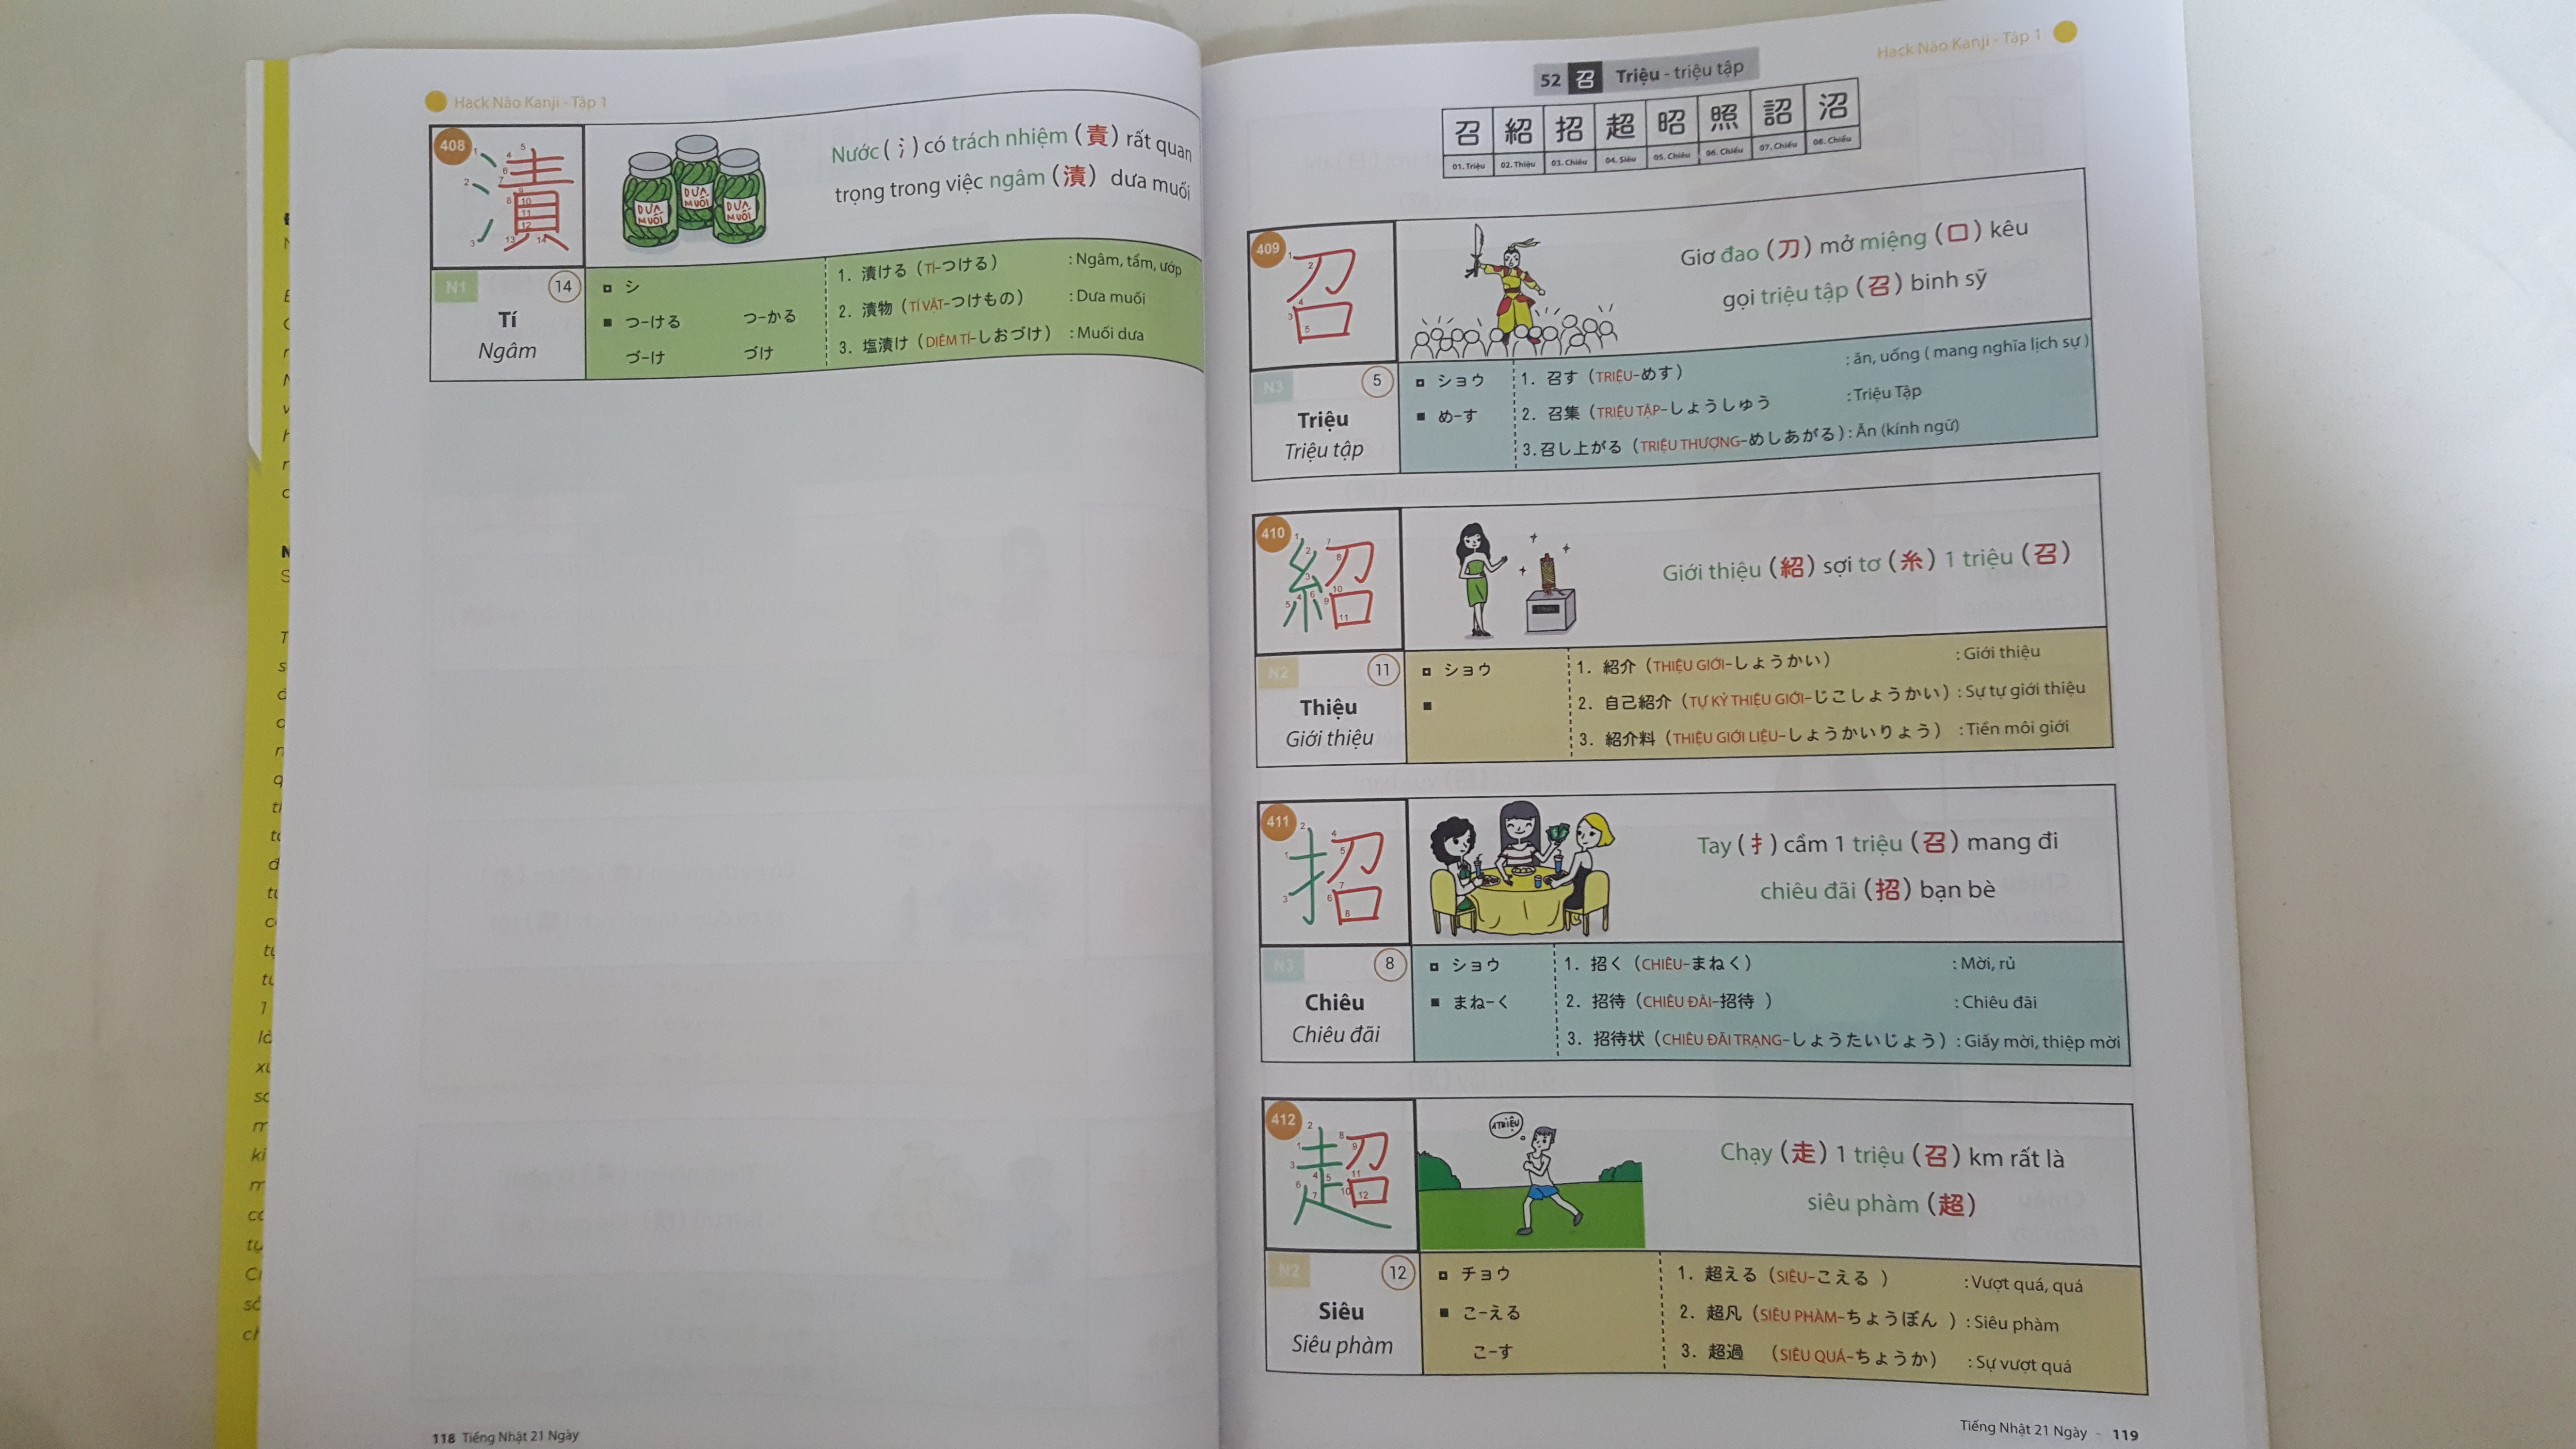 Hack Não Kanji - Tập 1
408
漬
Nước (氵) có trách nhiệm (責) rất quan
trọng trong việc ngâm (漬) dưa muối
DƯA MUỐI
DƯA MUỐI
DƯA MUỐI
N1
14
Tí
Ngâm
シ
つ-ける つ-かる
づ-け づけ
1. 漬ける (TÍ-つける) : Ngâm, tẩm, ướp
2. 漬物 (TÍ VẬT-つけもの) : Dưa muối
3. 塩漬け (DIÊM TÍ-しおづけ) : Muối dưa
118 Tiếng Nhật 21 Ngày
Hack Não Kanji - Tập 1
52 召 Triệu - triệu tập
召 紹 招 超 昭 照 詔 沼
01. Triệu 02. Thiệu 03. Chiêu 04. Siêu 05. Chiêu 06. Chiếu 07. Chiếu 08. Chiểu
409
召
Giơ đao (刀) mở miệng (口) kêu
gọi triệu tập (召) binh sỹ
N3
5
Triệu
Triệu tập
ショウ
め-す
1. 召す (TRIỆU-めす) : ăn, uống ( mang nghĩa lịch sự )
2. 召集 (TRIỆU TẬP-しょうしゅう : Triệu Tập
3. 召し上がる (TRIỆU THƯỢNG-めしあがる) : Ăn (kính ngữ)
410
紹
Giới thiệu (紹) sợi tơ (糸) 1 triệu (召)
N2
11
Thiệu
Giới thiệu
ショウ
1. 紹介 (THIỆU GIỚI-しょうかい) : Giới thiệu
2. 自己紹介 (TỰ KỶ THIỆU GIỚI-じこしょうかい) : Sự tự giới thiệu
3. 紹介料 (THIỆU GIỚI LIỆU-しょうかいりょう) : Tiền môi giới
411
招
Tay (扌) cầm 1 triệu (召) mang đi
chiêu đãi (招) bạn bè
N3
8
Chiêu
Chiêu đãi
ショウ
まね-く
1. 招く (CHIÊU-まねく) : Mời, rủ
2. 招待 (CHIÊU ĐÃI-招待 ) : Chiêu đãi
3. 招待状 (CHIÊU ĐÃI TRẠNG-しょうたいじょう) : Giấy mời, thiệp mời
412
超
1TRIỆU
Chạy (走) 1 triệu (召) km rất là
siêu phàm (超)
N2
12
Siêu
Siêu phàm
チョウ
こ-える
こ-す
1. 超える (SIÊU-こえる ) : Vượt quá, quá
2. 超凡 (SIÊU PHÀM-ちょうぼん ) : Siêu phàm
3. 超過 (SIÊU QUÁ-ちょうか) : Sự vượt quá
Tiếng Nhật 21 Ngày - 119